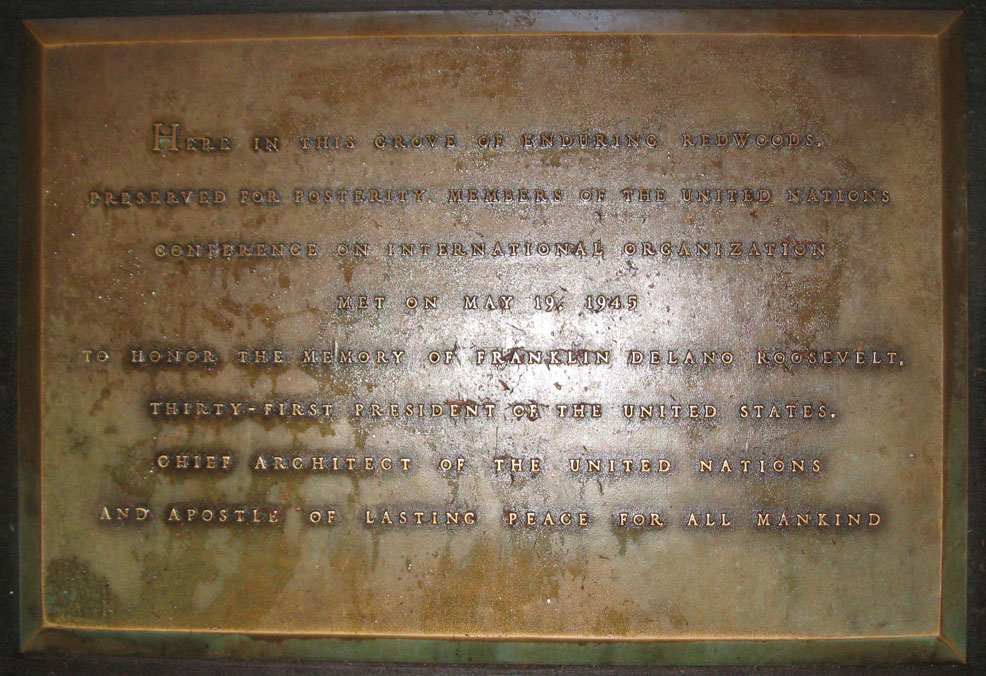 HERE IN THIS GROVE OF ENDURING REDWOODS,
PRESERVED FOR POSTERITY, MEMBERS OF THE UNITED NATIONS
CONFERENCE ON INTERNATIONAL ORGANIZATION
MET ON MAY 19, 1945
TO HONOR THE MEMORY OF FRANKLIN DELANO ROOSEVELT,
THIRTY-FIRST PRESIDENT OF THE UNITED STATES,
CHIEF ARCHITECT OF THE UNITED NATIONS
AND APOSTLE OF LASTING PEACE FOR ALL MANKIND